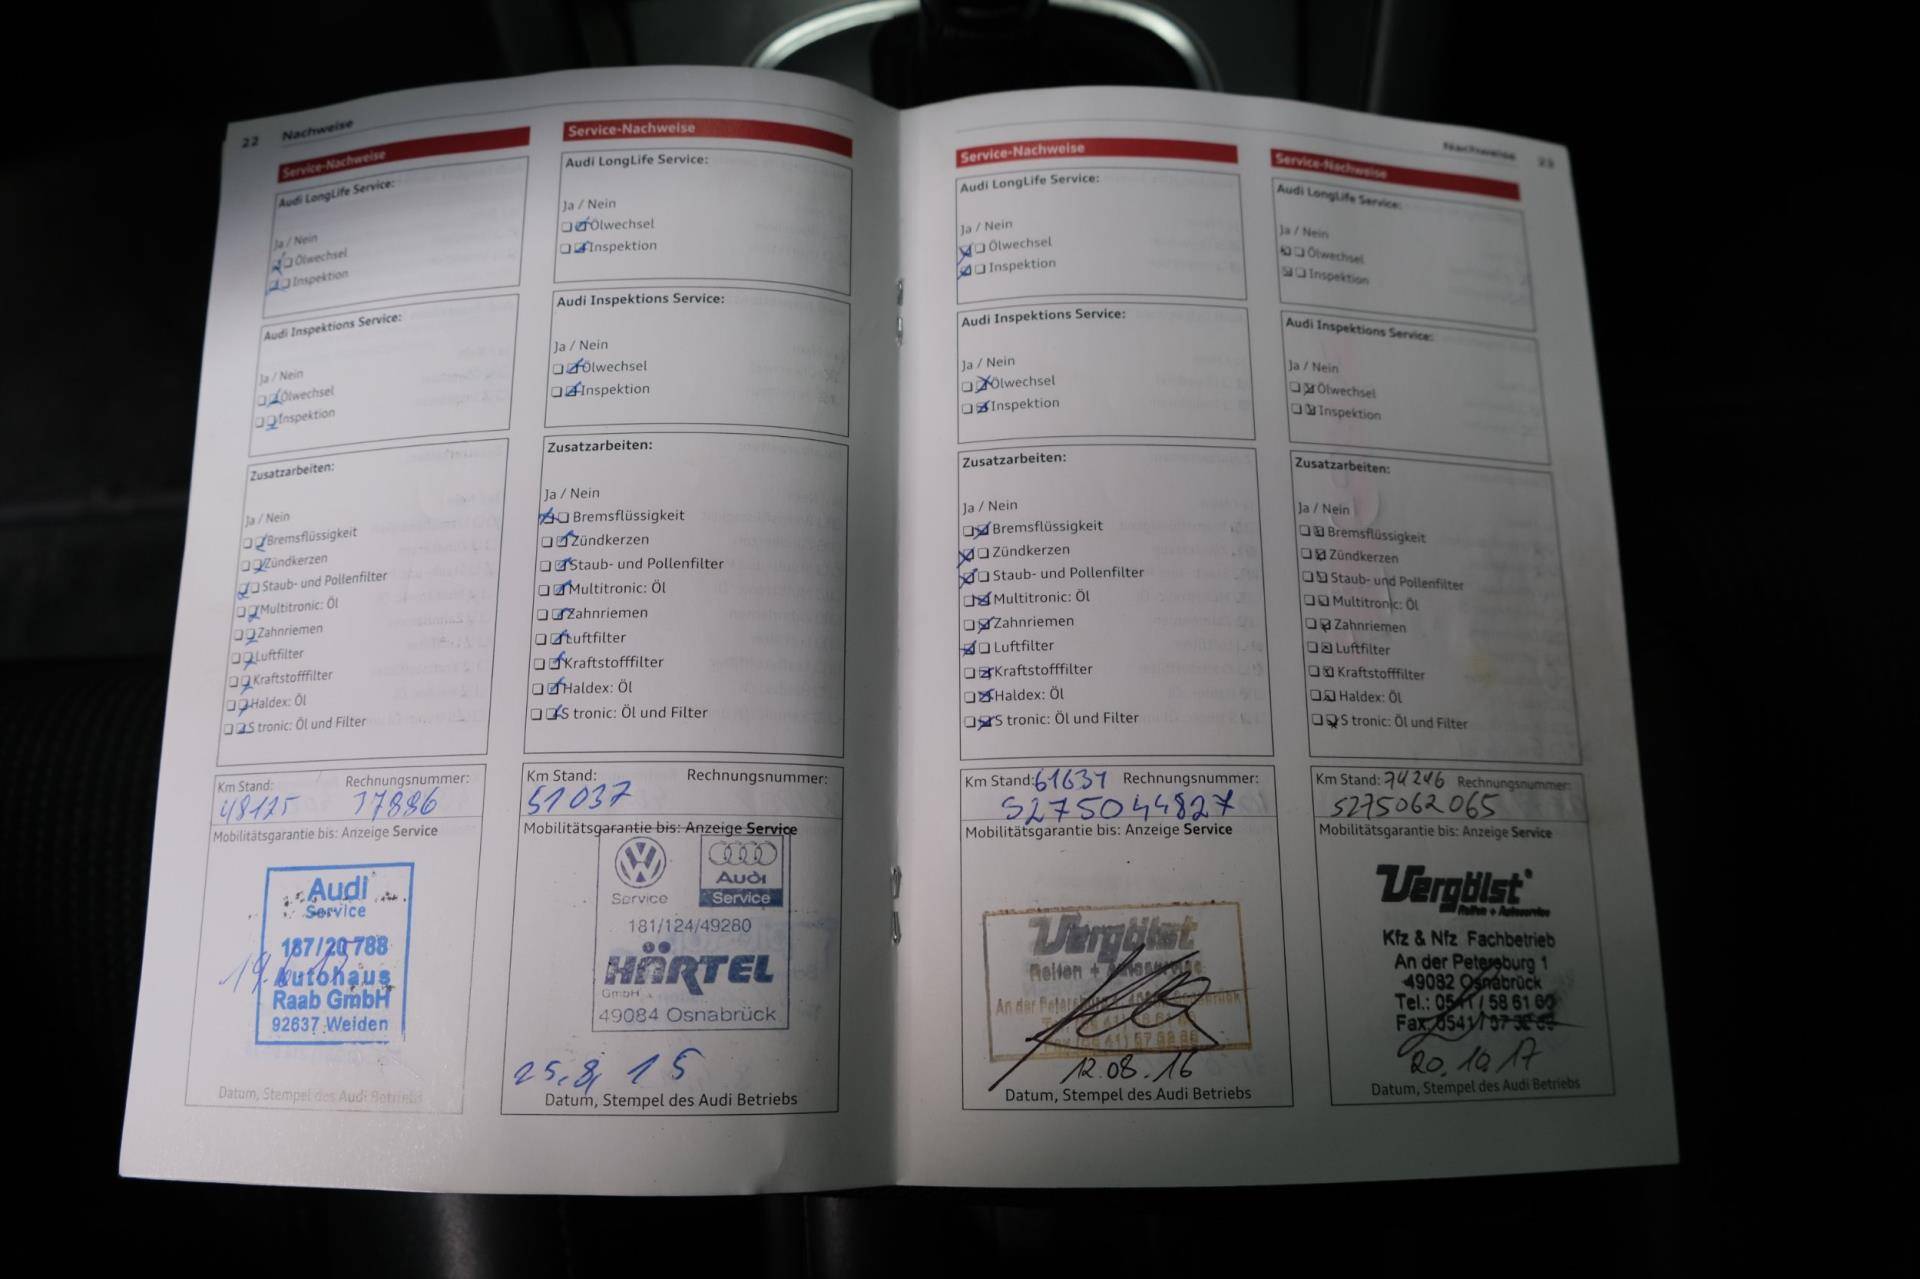 22 Nachweise
Service-Nachweise
Audi LongLife Service:
Ja / Nein
Ölwechsel
Inspektion
Audi Inspektions Service:
Ja / Nein
Ölwechsel
Inspektion
Zusatzarbeiten:
Ja / Nein
Bremsflüssigkeit
Zündkerzen
Staub- und Pollenfilter
Multitronic: Öl
Zahnriemen
Luftfilter
Kraftstofffilter
Haldex: Öl
S tronic: Öl und Filter
Km Stand: Rechnungsnummer:
48125 17886
Mobilitätsgarantie bis: Anzeige Service
Audi
Service
187/20 788
Autohaus
Raab GmbH
92637 Weiden
Datum, Stempel des Audi Betriebs
Service-Nachweise
Audi LongLife Service:
Ja / Nein
Ölwechsel
Inspektion
Audi Inspektions Service:
Ja / Nein
Ölwechsel
Inspektion
Zusatzarbeiten:
Ja / Nein
Bremsflüssigkeit
Zündkerzen
Staub- und Pollenfilter
Multitronic: Öl
Zahnriemen
Luftfilter
Kraftstofffilter
Haldex: Öl
S tronic: Öl und Filter
Km Stand: Rechnungsnummer:
51037
Mobilitätsgarantie bis: Anzeige Service
Audi
Service Service
181/124/49280
HÄRTEL
GmbH
49084 Osnabrück
25.8. 15
Datum, Stempel des Audi Betriebs
Nachweise 23
Service-Nachweise
Audi LongLife Service:
Ja / Nein
Ölwechsel
Inspektion
Audi Inspektions Service:
Ja / Nein
Ölwechsel
Inspektion
Zusatzarbeiten:
Ja / Nein
Bremsflüssigkeit
Zündkerzen
Staub- und Pollenfilter
Multitronic: Öl
Zahnriemen
Luftfilter
Kraftstofffilter
Haldex: Öl
S tronic: Öl und Filter
Km Stand: 61631 Rechnungsnummer:
5275044827
Mobilitätsgarantie bis: Anzeige Service
Vergölst
Reifen + Autoservice
12.08.16
Datum, Stempel des Audi Betriebs
Service-Nachweise
Audi LongLife Service:
Ja / Nein
Ölwechsel
Inspektion
Audi Inspektions Service:
Ja / Nein
Ölwechsel
Inspektion
Zusatzarbeiten:
Ja / Nein
Bremsflüssigkeit
Zündkerzen
Staub- und Pollenfilter
Multitronic: Öl
Zahnriemen
Luftfilter
Kraftstofffilter
Haldex: Öl
S tronic: Öl und Filter
Km Stand: 74246 Rechnungsnummer:
5275062065
Mobilitätsgarantie bis: Anzeige Service
Vergölst
Reifen + Autoservice
Kfz & Nfz Fachbetrieb
An der Petersburg 1
49082 Osnabrück
Tel.: 0541 / 58 61 60
Fax: 0541 /
20.10.17
Datum, Stempel des Audi Betriebs